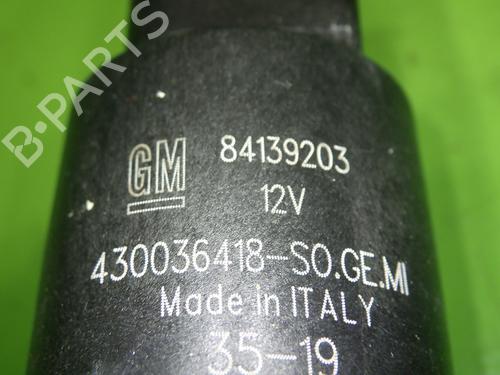 B-PARTS
GM 84139203
12V
430036418-SO.GE.MI
Made in ITALY
35-19